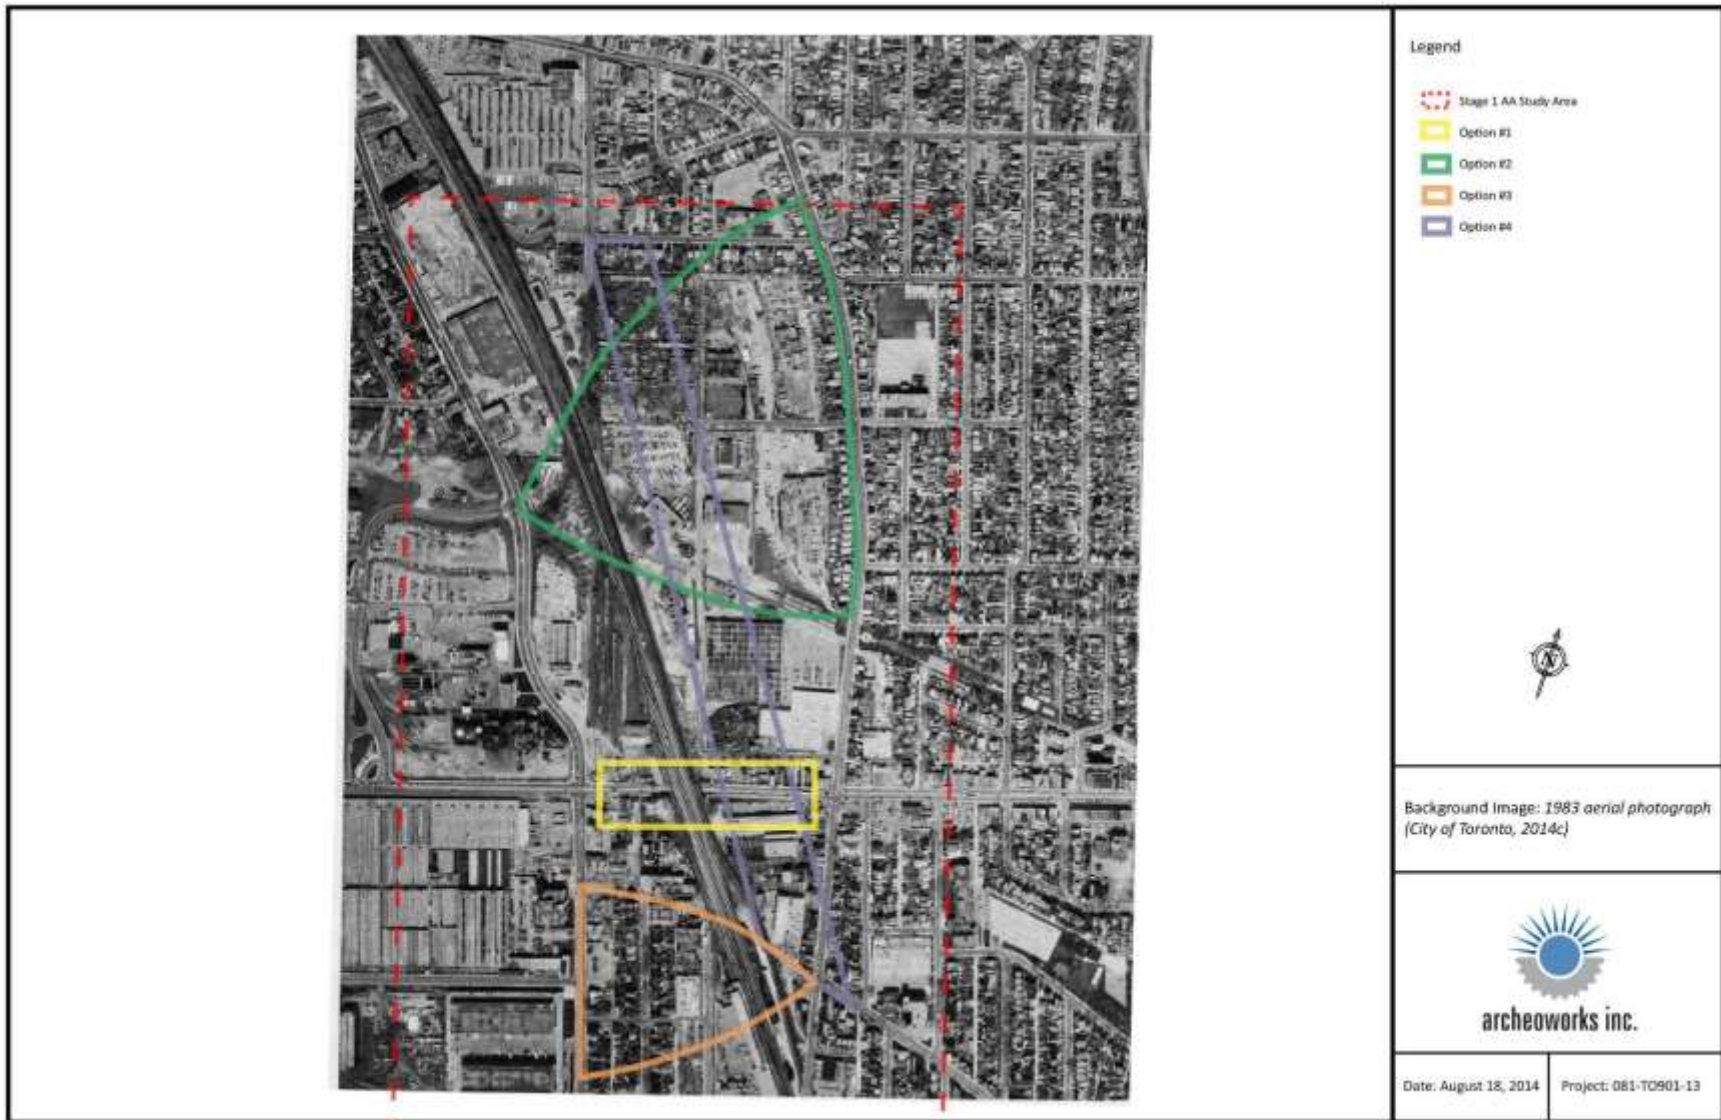 Legend
Stage 1 AA Study Area
Option #1
Option #2
Option #3
Option #4
N
Background Image: 1983 aerial photograph
(City of Toronto, 2014c)
archeoworks inc.
Date: August 18, 2014
Project: 081-TO901-13